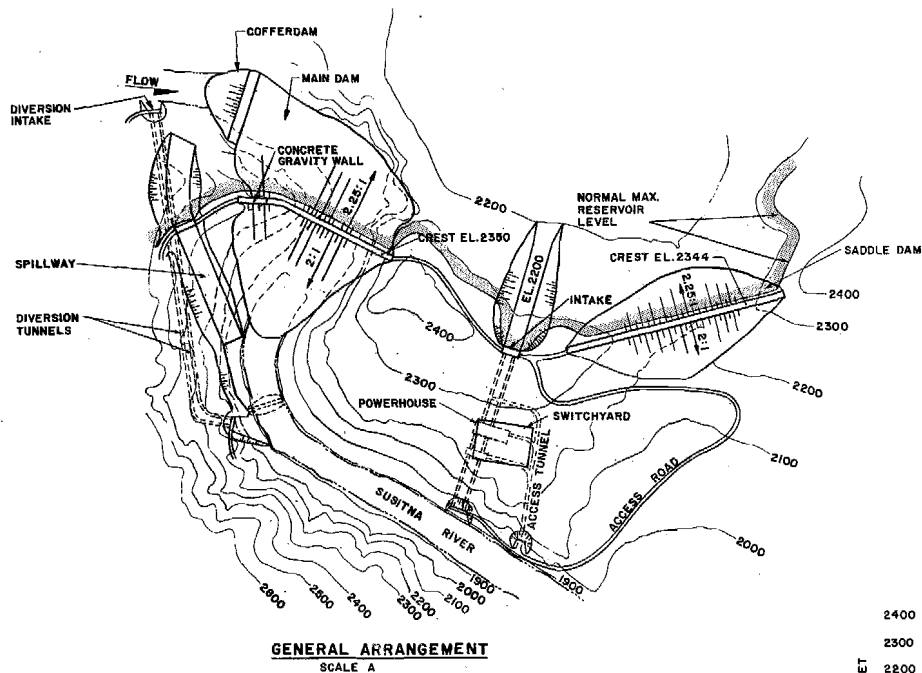 COFFERDAM
FLOW
MAIN DAM
DIVERSION
INTAKE
CONCRETE
GRAVITY WALL
2.25:1
2:1
2200
NORMAL MAX.
RESERVOIR
LEVEL
CREST EL.2350
CREST EL.2344
SADDLE DAM
SPILLWAY
EL.2200
INTAKE
2.25:1
2:1
2400
2300
DIVERSION
TUNNELS
2400
2300
2200
POWERHOUSE
SWITCHYARD
ACCESS TUNNEL
2100
ACCESS ROAD
SUSITNA
RIVER
2000
1900
1900
2000
2100
2200
2300
2400
2500
2600
GENERAL ARRANGEMENT
SCALE A
2400
2300
2200
ET